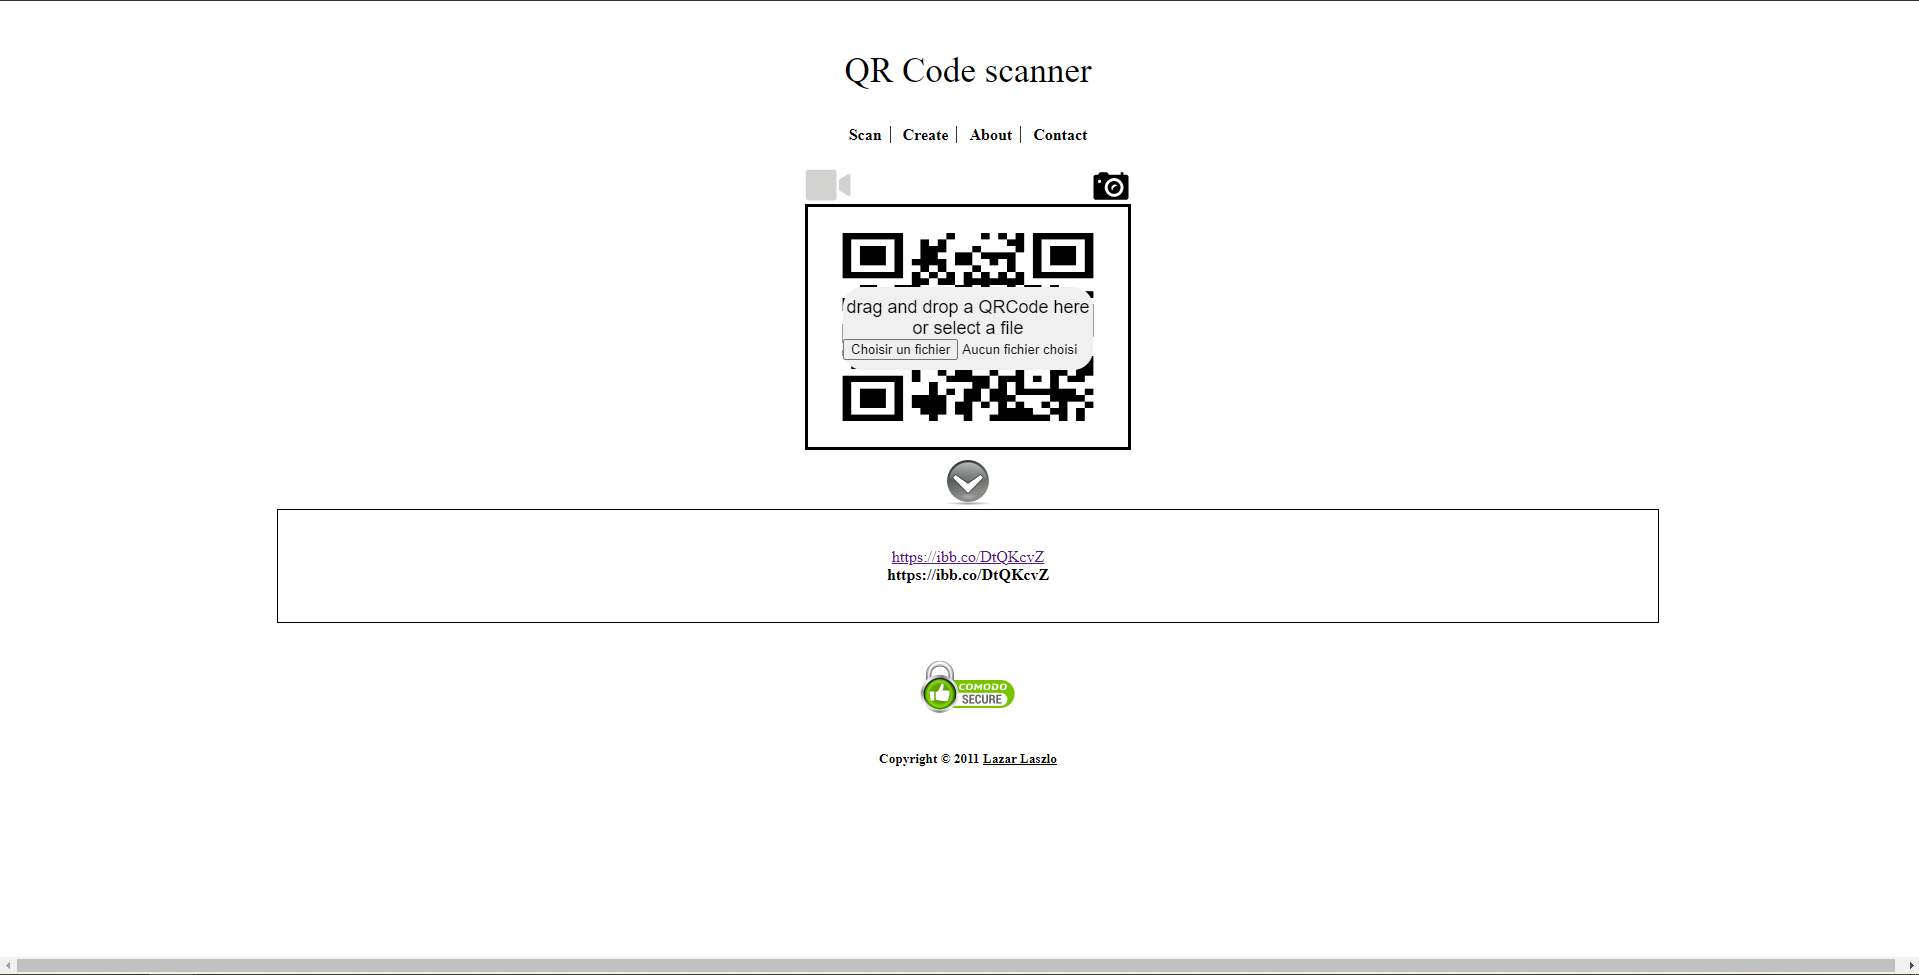 QR Code scanner
Scan
Create
About
Contact
drag and drop a QRCode here
or select a file
Choisir un fichier Aucun fichier choisi
https://ibb.co/DtQKcvZ
https://ibb.co/DtQKcvZ
COMODO
SECURE
Copyright © 2011 Lazar Laszlo